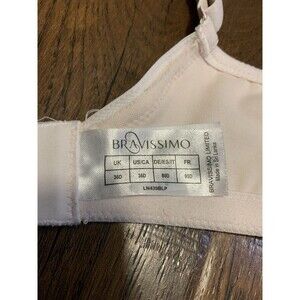 BRAVISSIMO
UK US/CA DE/ES/IT FR
36D 36D 80D 95D
LN439BLP
BRAVISSIMO LIMITED
Made in Sri Lanka